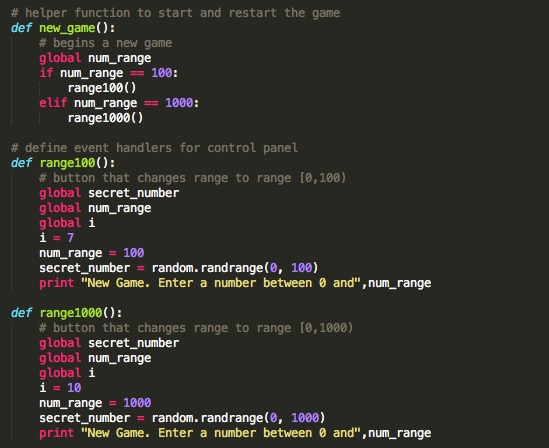 # helper function to start and restart the game
def new_game():
    # begins a new game
    global num_range
    if num_range == 100:
        range100()
    elif num_range == 1000:
        range1000()

# define event handlers for control panel
def range100():
    # button that changes range to range [0,100)
    global secret_number
    global num_range
    global i
    i = 7
    num_range = 100
    secret_number = random.randrange(0, 100)
    print "New Game. Enter a number between 0 and",num_range

def range1000():
    # button that changes range to range [0,1000)
    global secret_number
    global num_range
    global i
    i = 10
    num_range = 1000
    secret_number = random.randrange(0, 1000)
    print "New Game. Enter a number between 0 and",num_range